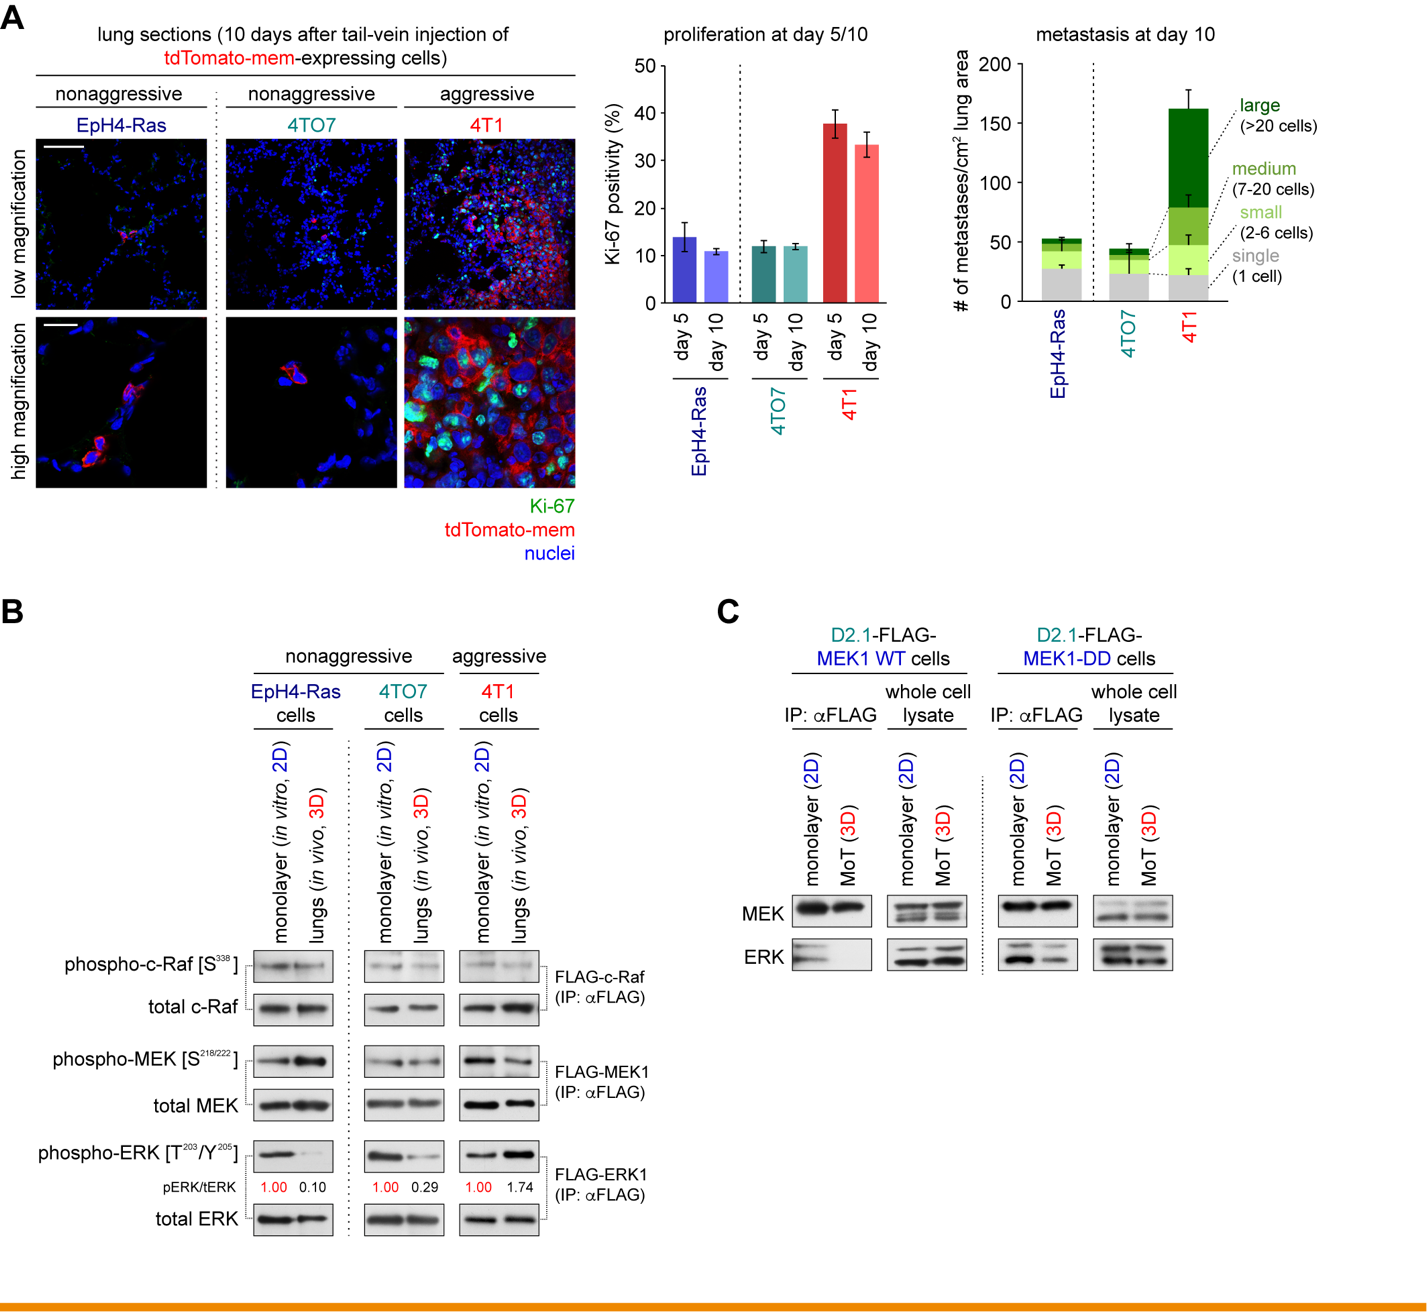 A
lung sections (10 days after tail-vein injection of
tdTomato-mem-expressing cells)
nonaggressive
nonaggressive
aggressive
EpH4-Ras
4TO7
4T1
low magnification
high magnification
Ki-67
tdTomato-mem
nuclei
proliferation at day 5/10
Ki-67 positivity (%)
50
40
30
20
10
0
day 5
day 10
day 5
day 10
day 5
day 10
EpH4-Ras
4TO7
4T1
metastasis at day 10
# of metastases/cm² lung area
200
150
100
50
0
EpH4-Ras
4TO7
4T1
large
(>20 cells)
medium
(7-20 cells)
small
(2-6 cells)
single
(1 cell)
B
nonaggressive
aggressive
EpH4-Ras
cells
4TO7
cells
4T1
cells
monolayer (in vitro, 2D)
lungs (in vivo, 3D)
monolayer (in vitro, 2D)
lungs (in vivo, 3D)
monolayer (in vitro, 2D)
lungs (in vivo, 3D)
phospho-c-Raf [S338]
total c-Raf
FLAG-c-Raf
(IP: αFLAG)
phospho-MEK [S218/222]
total MEK
FLAG-MEK1
(IP: αFLAG)
phospho-ERK [T203/Y205]
pERK/tERK 1.00 0.10 1.00 0.29 1.00 1.74
total ERK
FLAG-ERK1
(IP: αFLAG)
C
D2.1-FLAG-
MEK1 WT cells
D2.1-FLAG-
MEK1-DD cells
IP: αFLAG
whole cell
lysate
IP: αFLAG
whole cell
lysate
monolayer (2D)
MoT (3D)
monolayer (2D)
MoT (3D)
monolayer (2D)
MoT (3D)
monolayer (2D)
MoT (3D)
MEK
ERK